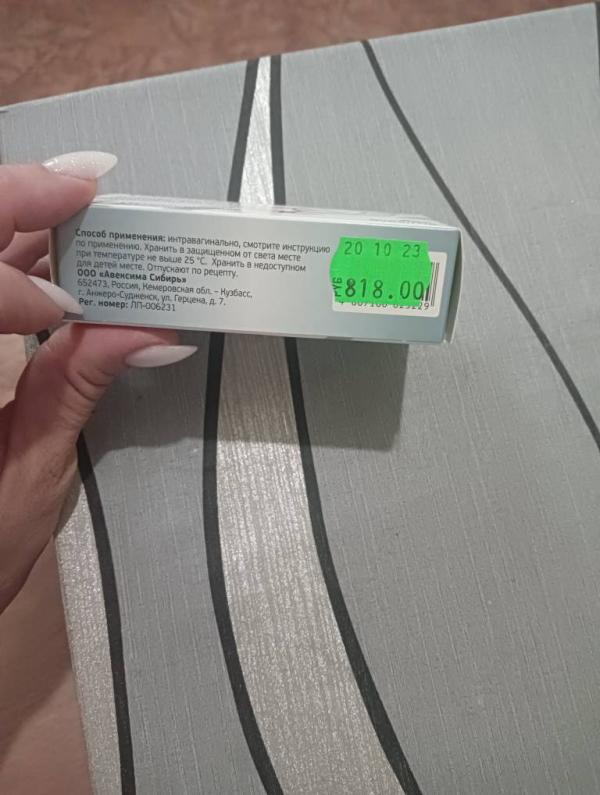 Способ применения: интравагинально, смотрите инструкцию
по применению. Хранить в защищенном от света месте
при температуре не выше 25 °С. Хранить в недоступном
для детей месте. Отпускают по рецепту.
ООО «Авексима Сибирь»
652473, Россия, Кемеровская обл. – Кузбасс,
г. Анжеро-Судженск, ул. Герцена, д. 7.
Рег. номер: ЛП-006231
20 10 23
818.00